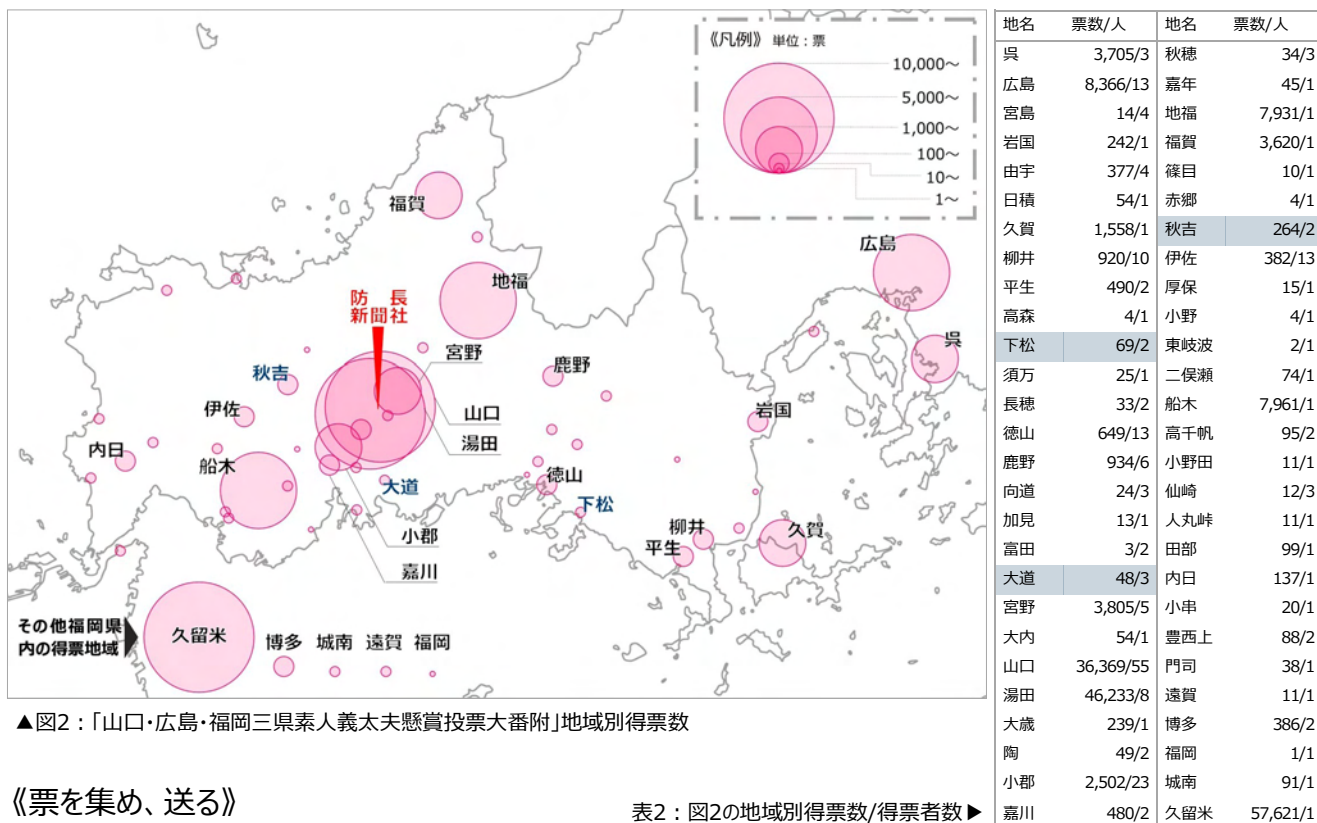 《凡例》 単位：票
10,000～
5,000～
1,000～
100～
10～
1～
福賀
広島
地福
防長
新聞社
呉
宮野
鹿野
秋吉
伊佐
山口
岩国
湯田
内日
船木
大道
徳山
下松
小郡
柳井
久賀
平生
嘉川
その他福岡県
内の得票地域
久留米
博多 城南 遠賀 福岡
▲図2：「山口・広島・福岡三県素人義太夫懸賞投票大番附」地域別得票数
《票を集め、送る》
表2：図2の地域別得票数/得票者数▶
地名 票数/人 地名 票数/人
呉 3,705/3 秋穂 34/3
広島 8,366/13 嘉年 45/1
宮島 14/4 地福 7,931/1
岩国 242/1 福賀 3,620/1
由宇 377/4 篠目 10/1
日積 54/1 赤郷 4/1
久賀 1,558/1 秋吉 264/2
柳井 920/10 伊佐 382/13
平生 490/2 厚保 15/1
高森 4/1 小野 4/1
下松 69/2 東岐波 2/1
須万 25/1 二俣瀬 74/1
長穂 33/2 船木 7,961/1
徳山 649/13 高千帆 95/2
鹿野 934/6 小野田 11/1
向道 24/3 仙崎 12/3
加見 13/1 人丸峠 11/1
富田 3/2 田部 99/1
大道 48/3 内日 137/1
宮野 3,805/5 小串 20/1
大内 54/1 豊西上 88/2
山口 36,369/55 門司 38/1
湯田 46,233/8 遠賀 11/1
大歳 239/1 博多 386/2
陶 49/2 福岡 1/1
小郡 2,502/23 城南 91/1
嘉川 480/2 久留米 57,621/1